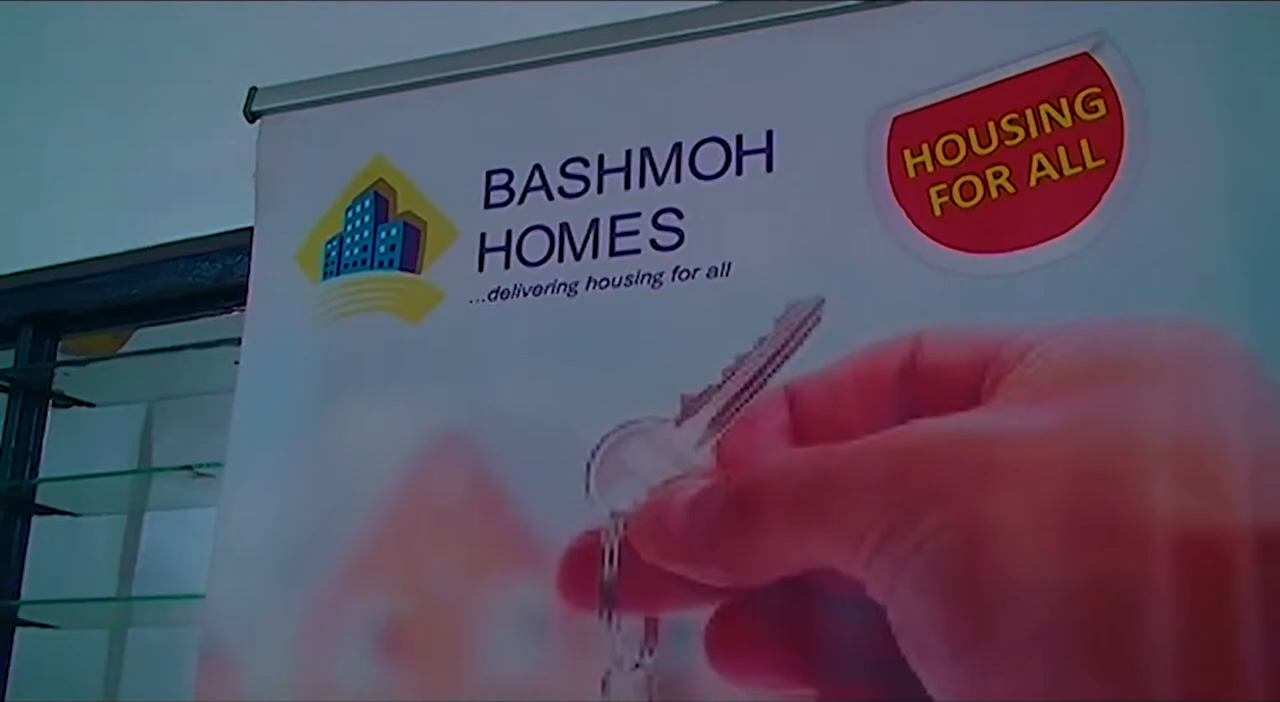 BASHMOH
HOMES
...delivering housing for all
HOUSING
FOR ALL